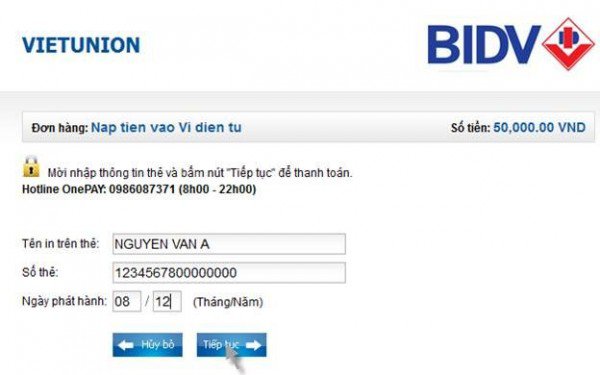 VIETUNION
BIDV
Đơn hàng: Nap tien vao Vi dien tu Số tiền: 50,000.00 VND
Mời nhập thông tin thẻ và bấm nút "Tiếp tục" để thanh toán.
Hotline OnePAY: 0986087371 (8h00 - 22h00)
Tên in trên thẻ: NGUYEN VAN A
Số thẻ: 1234567800000000
Ngày phát hành: 08 / 12 (Tháng/Năm)
Hủy bỏ Tiếp tục